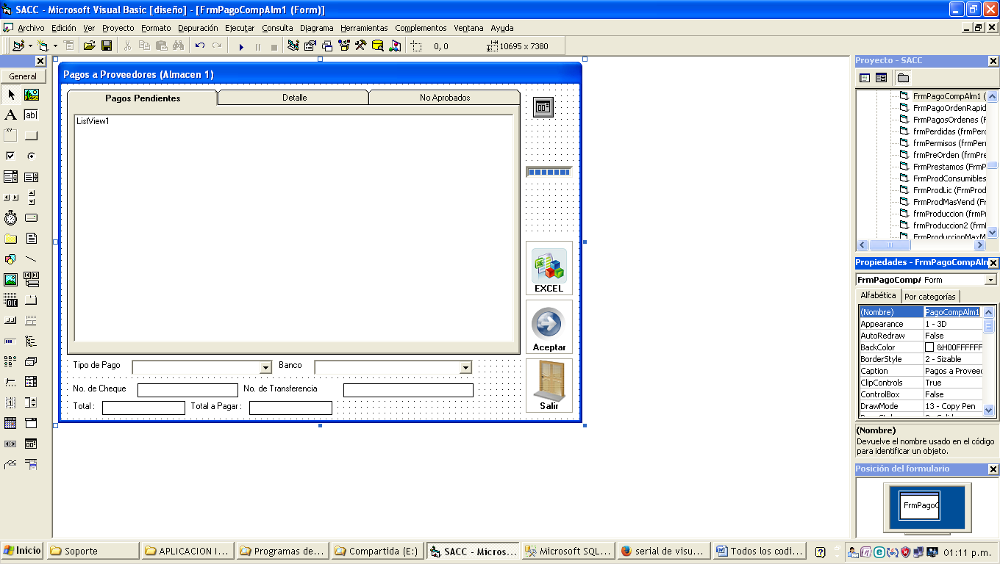 SACC - Microsoft Visual Basic [diseño] - [FrmPagoCompAlm1 (Form)]
Archivo Edición Ver Proyecto Formato Depuración Ejecutar Consulta Diagrama Herramientas Complementos Ventana Ayuda
0, 0 10695 x 7380
General
Pagos a Proveedores (Almacen 1)
Pagos Pendientes Detalle No Aprobados
ListView1
EXCEL
Aceptar
Salir
Tipo de Pago Banco
No. de Cheque No. de Transferencia
Total : Total a Pagar :
Proyecto - SACC
FrmPagoCompAlm1 (
FrmPagoOrdenRapid
FrmPagosOrdenes (F
frmPerdidas (frmPerd
frmPermisos (frmPerr
frmPreOrden (frmPre
FrmPrestamos (FrmP
FrmProdConsumibles
FrmProdLic (FrmProd
FrmProdMasVend (Fr
frmProduccion (frmPr
frmProduccion2 (frmI
FrmProduccionMaxM
Propiedades - FrmPagoCompAlm
FrmPagoCompA Form
Alfabética Por categorías
(Nombre) PagoCompAlm1
Appearance 1 - 3D
AutoRedraw False
BackColor &H00FFFFFF
BorderStyle 2 - Sizable
Caption Pagos a Proveed
ClipControls True
ControlBox False
DrawMode 13 - Copy Pen
(Nombre)
Devuelve el nombre usado en el código
para identificar un objeto.
Posición del formulario
FrmPagoC
Inicio Soporte APLICACION I... Programas de... Compartida (E:) SACC - Micros... Microsoft SQL... serial de visu... Todos los codi... 01:11 p.m.